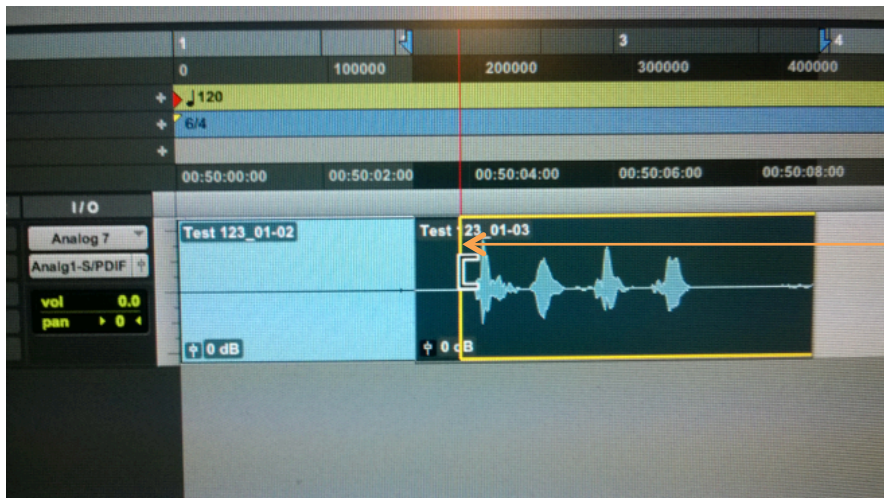 1 3 4
0 100000 200000 300000 400000
+ ♩120
+ 6/4
+
00:50:00:00 00:50:02:00 00:50:04:00 00:50:06:00 00:50:08:00
I/O
Analog 7
Analg1-S/PDIF
vol 0.0
pan ▸ 0 ◂
Test 123_01-02
Test 123_01-03
0 dB
0 dB